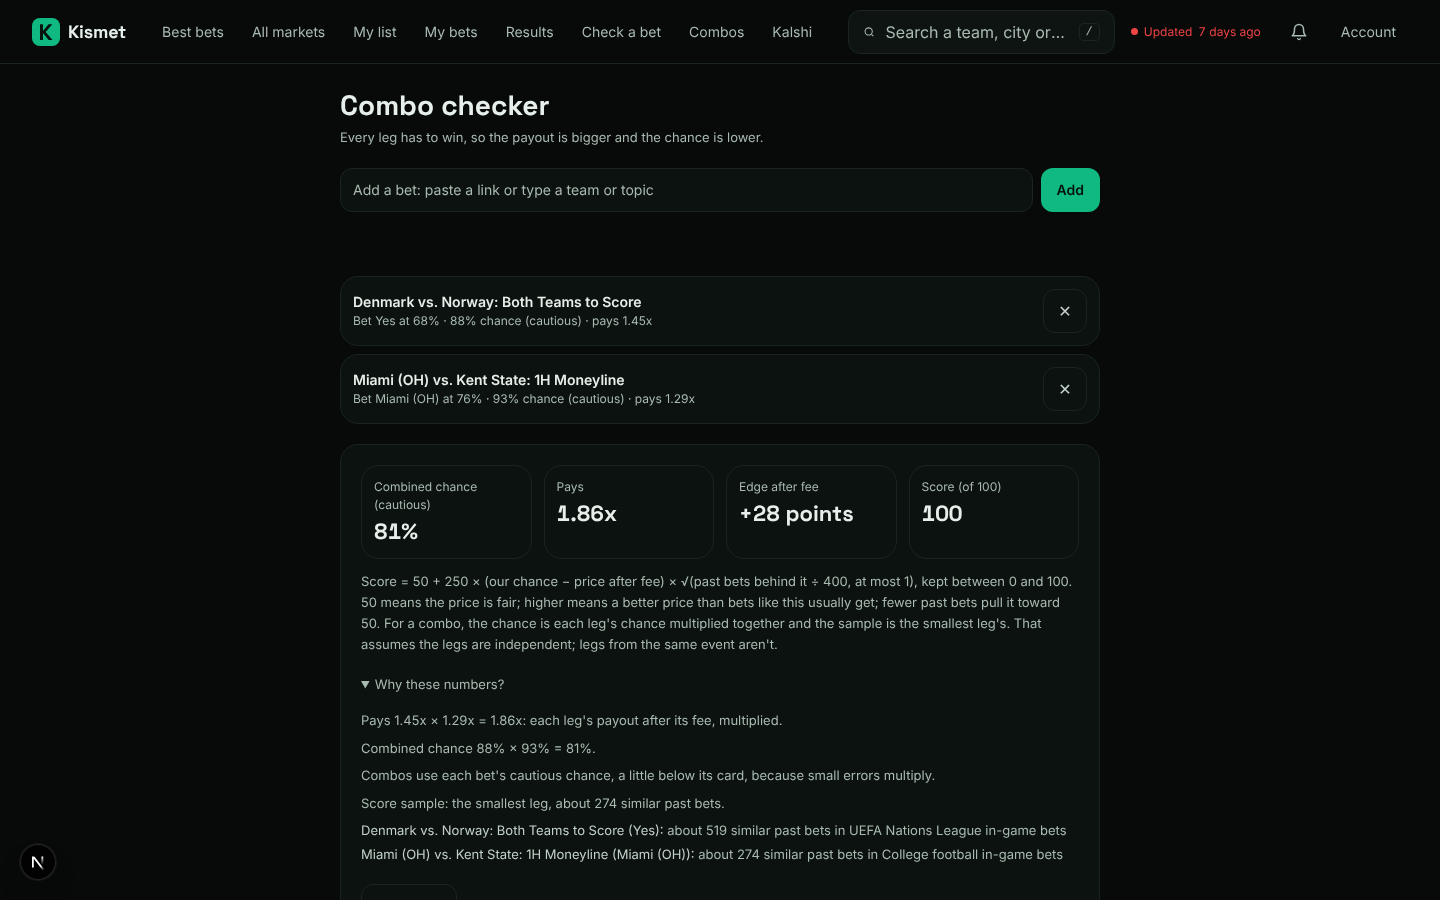 K Kismet Best bets All markets My list My bets Results Check a bet Combos Kalshi Search a team, city or... / Updated 7 days ago Account
Combo checker
Every leg has to win, so the payout is bigger and the chance is lower.
Add a bet: paste a link or type a team or topic Add
Denmark vs. Norway: Both Teams to Score
Bet Yes at 68% · 88% chance (cautious) · pays 1.45x
×
Miami (OH) vs. Kent State: 1H Moneyline
Bet Miami (OH) at 76% · 93% chance (cautious) · pays 1.29x
×
Combined chance (cautious)
81%
Pays
1.86x
Edge after fee
+28 points
Score (of 100)
100
Score = 50 + 250 × (our chance − price after fee) × √(past bets behind it ÷ 400, at most 1), kept between 0 and 100.
50 means the price is fair; higher means a better price than bets like this usually get; fewer past bets pull it toward
50. For a combo, the chance is each leg's chance multiplied together and the sample is the smallest leg's. That
assumes the legs are independent; legs from the same event aren't.
▼ Why these numbers?
Pays 1.45x × 1.29x = 1.86x: each leg's payout after its fee, multiplied.
Combined chance 88% × 93% = 81%.
Combos use each bet's cautious chance, a little below its card, because small errors multiply.
Score sample: the smallest leg, about 274 similar past bets.
Denmark vs. Norway: Both Teams to Score (Yes): about 519 similar past bets in UEFA Nations League in-game bets
Miami (OH) vs. Kent State: 1H Moneyline (Miami (OH)): about 274 similar past bets in College football in-game bets
N